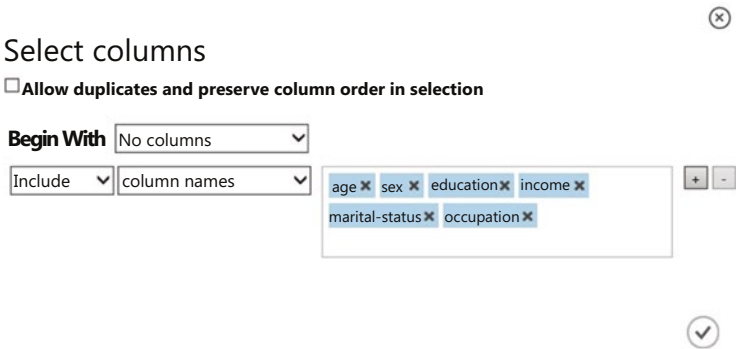 Select columns
Allow duplicates and preserve column order in selection
Begin With No columns
Include column names age sex education income + -
marital-status occupation